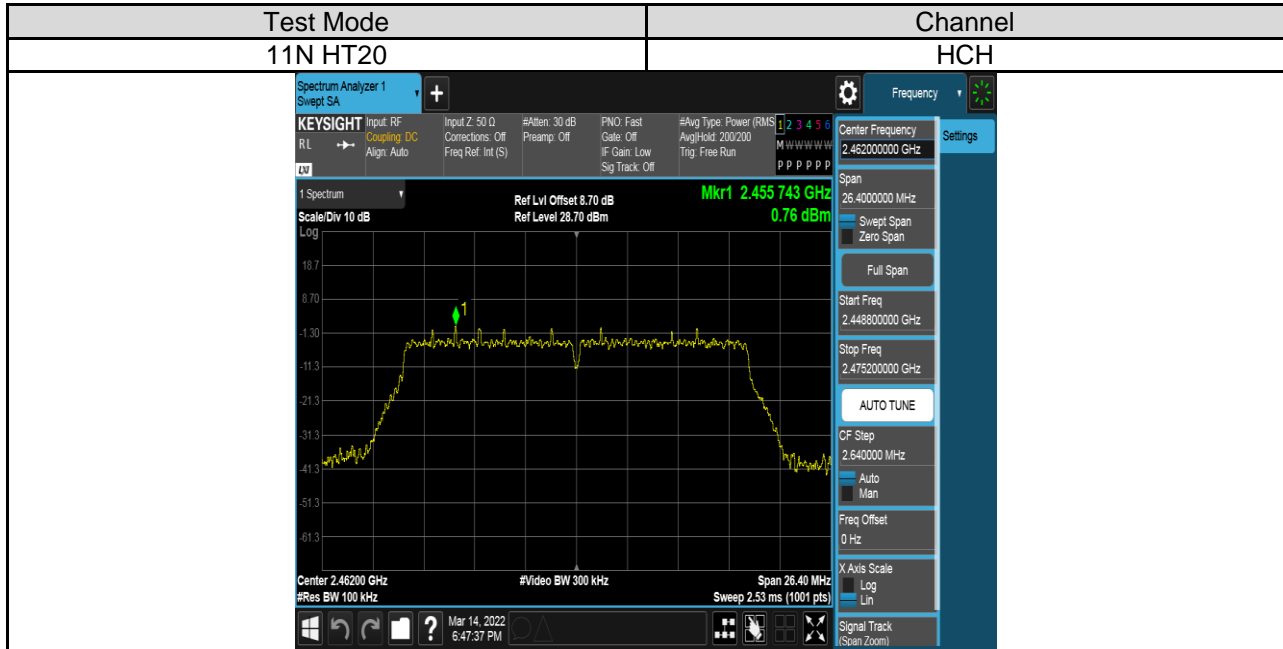 Test Mode
Channel
11N HT20
HCH
Spectrum Analyzer 1
Swept SA
+
Frequency
KEYSIGHT
RL
LXI
Input: RF
Coupling: DC
Align: Auto
Input Z: 50 Ω
Corrections: Off
Freq Ref: Int (S)
#Atten: 30 dB
Preamp: Off
PNO: Fast
Gate: Off
IF Gain: Low
Sig Track: Off
#Avg Type: Power (RMS
Avg|Hold: 200/200
Trig: Free Run
1 2 3 4 5 6
M W W W W W
P P P P P P
1 Spectrum
Scale/Div 10 dB
Ref Lvl Offset 8.70 dB
Ref Level 28.70 dBm
Mkr1 2.455 743 GHz
0.76 dBm
Log
18.7
8.70
-1.30
-11.3
-21.3
-31.3
-41.3
-51.3
-61.3
1
Center 2.46200 GHz
#Res BW 100 kHz
#Video BW 300 kHz
Span 26.40 MHz
Sweep 2.53 ms (1001 pts)
?
Mar 14, 2022
6:47:37 PM
Center Frequency
2.462000000 GHz
Settings
Span
26.4000000 MHz
Swept Span
Zero Span
Full Span
Start Freq
2.448800000 GHz
Stop Freq
2.475200000 GHz
AUTO TUNE
CF Step
2.640000 MHz
Auto
Man
Freq Offset
0 Hz
X Axis Scale
Log
Lin
Signal Track
(Span Zoom)